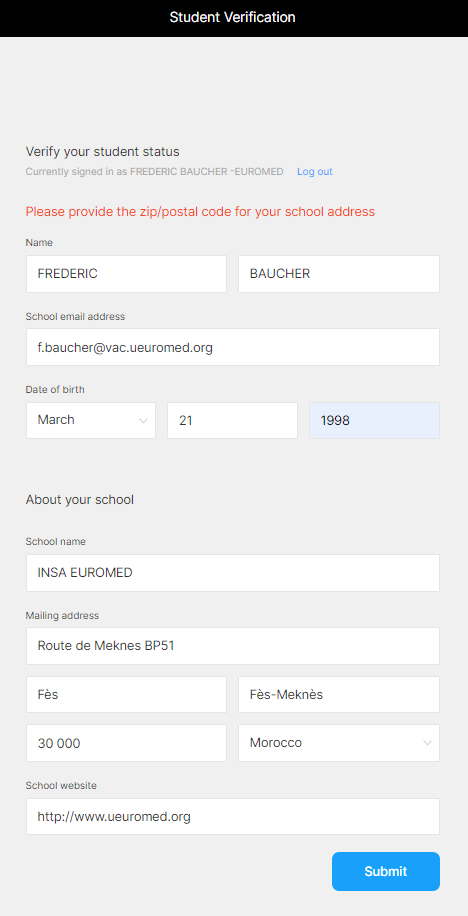 Student Verification
Verify your student status
Currently signed in as FREDERIC BAUCHER -EUROMED Log out
Please provide the zip/postal code for your school address
Name
FREDERIC BAUCHER
School email address
f.baucher@vac.ueuromed.org
Date of birth
March 21 1998
About your school
School name
INSA EUROMED
Mailing address
Route de Meknes BP51
Fès Fès-Meknès
30 000 Morocco
School website
http://www.ueuromed.org
Submit